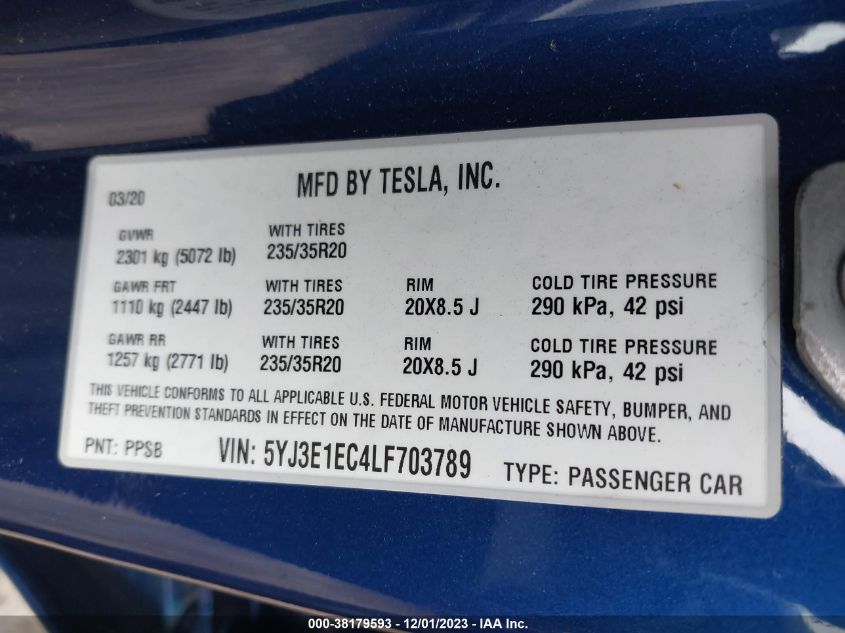 03/20 MFD BY TESLA, INC.
GVWR WITH TIRES
2301 kg (5072 lb) 235/35R20
GAWR FRT WITH TIRES RIM COLD TIRE PRESSURE
1110 kg (2447 lb) 235/35R20 20X8.5 J 290 kPa, 42 psi
GAWR RR WITH TIRES RIM COLD TIRE PRESSURE
1257 kg (2771 lb) 235/35R20 20X8.5 J 290 kPa, 42 psi
THIS VEHICLE CONFORMS TO ALL APPLICABLE U.S. FEDERAL MOTOR VEHICLE SAFETY, BUMPER, AND
THEFT PREVENTION STANDARDS IN EFFECT ON THE DATE OF MANUFACTURE SHOWN ABOVE.
PNT: PPSB VIN: 5YJ3E1EC4LF703789 TYPE: PASSENGER CAR
000-38179593 - 12/01/2023 - IAA Inc.